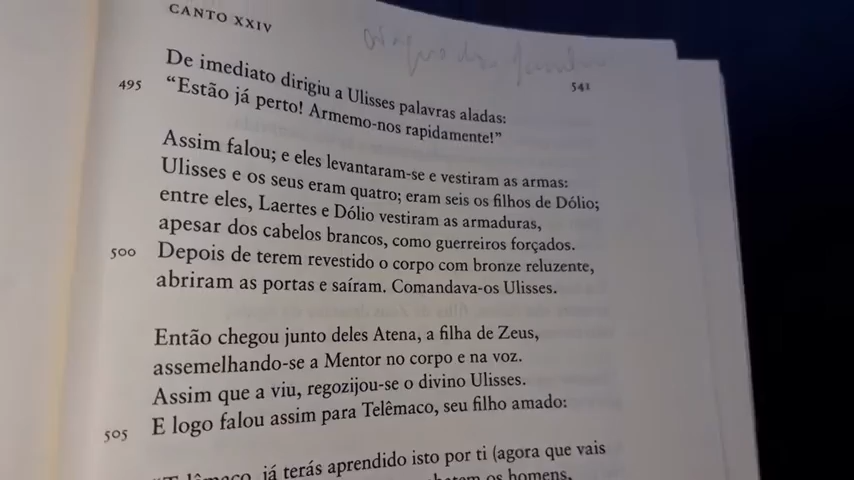 CANTO XXIV
541
De imediato dirigiu a Ulisses palavras aladas:
495 “Estão já perto! Armemo-nos rapidamente!”
Assim falou; e eles levantaram-se e vestiram as armas:
Ulisses e os seus eram quatro; eram seis os filhos de Dólio;
entre eles, Laertes e Dólio vestiram as armaduras,
apesar dos cabelos brancos, como guerreiros forçados.
500 Depois de terem revestido o corpo com bronze reluzente,
abriram as portas e saíram. Comandava-os Ulisses.
Então chegou junto deles Atena, a filha de Zeus,
assemelhando-se a Mentor no corpo e na voz.
Assim que a viu, regozijou-se o divino Ulisses.
505 E logo falou assim para Telêmaco, seu filho amado:
“Telêmaco, já terás aprendido isto por ti (agora que vais
os homens,